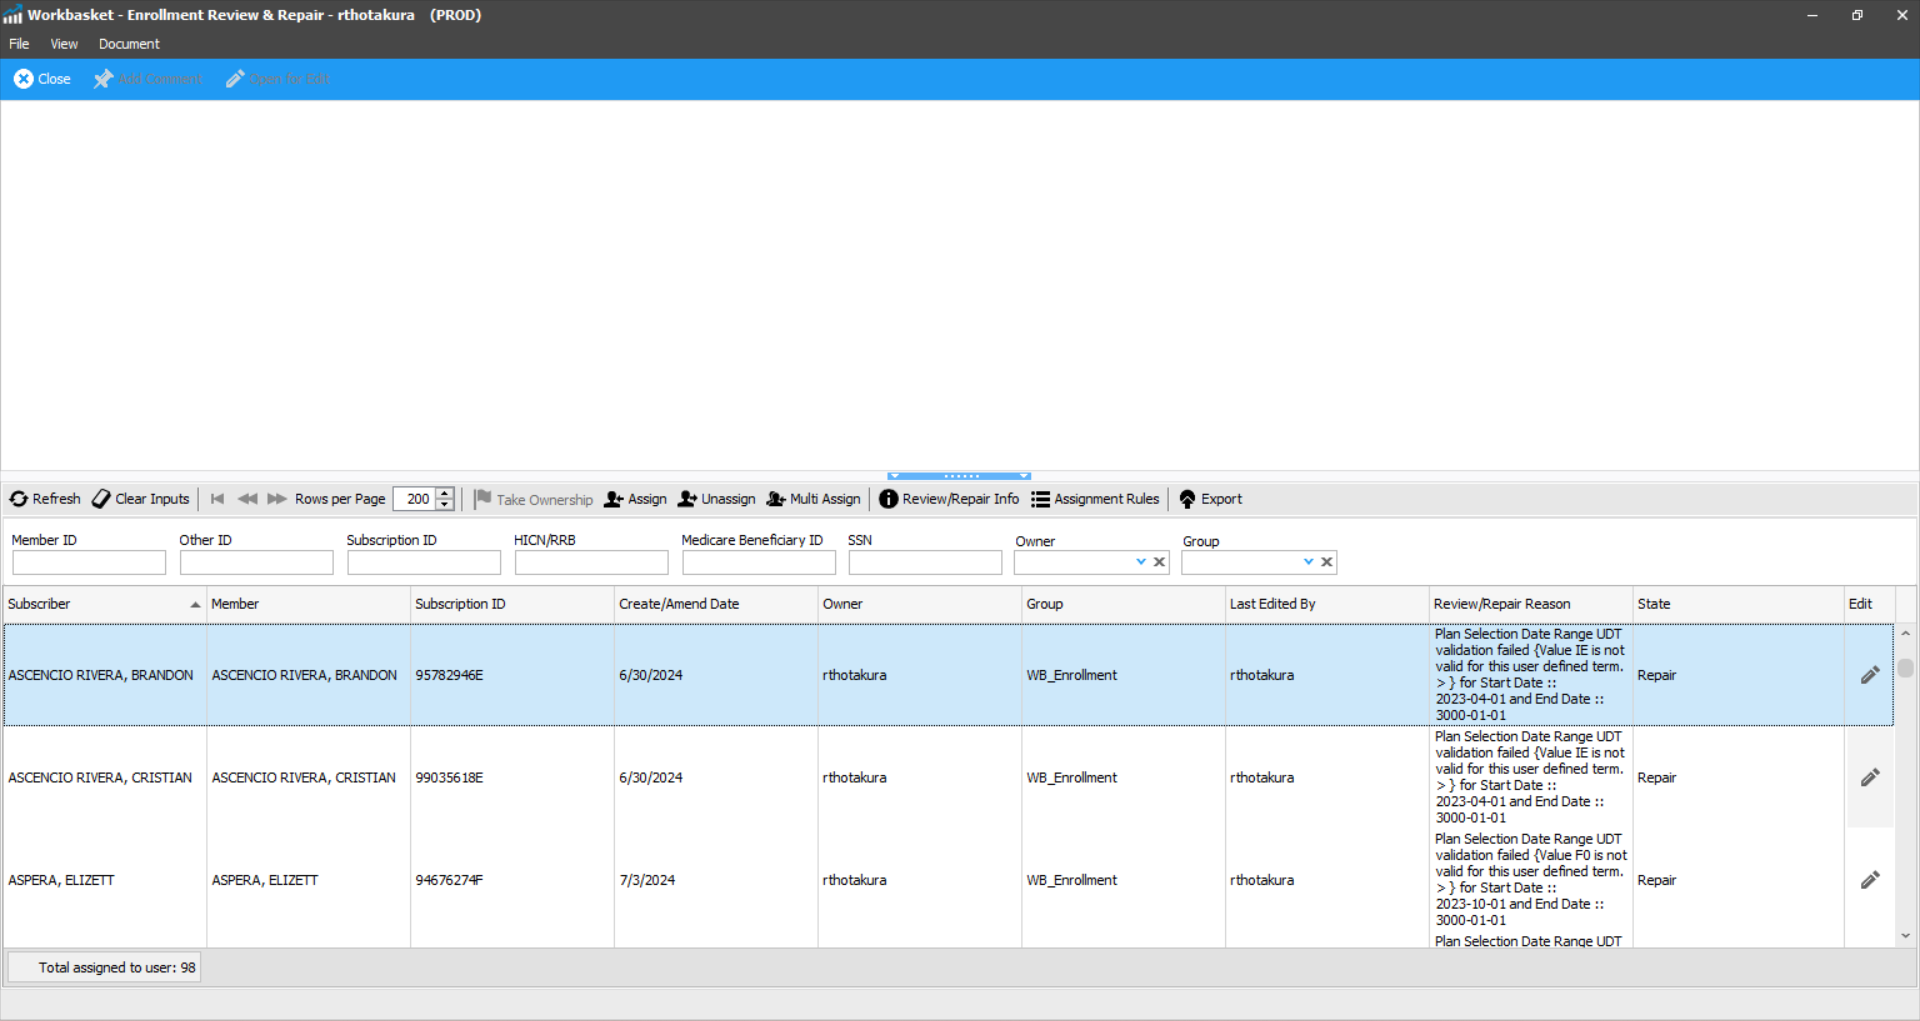 Workbasket - Enrollment Review & Repair - rthotakura (PROD)
File View Document
Close Add Comment Open for Edit
Refresh Clear Inputs Rows per Page 200 Take Ownership Assign Unassign Multi Assign Review/Repair Info Assignment Rules Export
Member ID Other ID Subscription ID HICN/RRB Medicare Beneficiary ID SSN Owner Group
Subscriber Member Subscription ID Create/Amend Date Owner Group Last Edited By Review/Repair Reason State Edit
ASCENCIO RIVERA, BRANDON ASCENCIO RIVERA, BRANDON 95782946E 6/30/2024 rthotakura WB_Enrollment rthotakura
Plan Selection Date Range UDT
validation failed {Value IE is not
valid for this user defined term.
> } for Start Date ::
2023-04-01 and End Date ::
3000-01-01
Repair
ASCENCIO RIVERA, CRISTIAN ASCENCIO RIVERA, CRISTIAN 99035618E 6/30/2024 rthotakura WB_Enrollment rthotakura
Plan Selection Date Range UDT
validation failed {Value IE is not
valid for this user defined term.
> } for Start Date ::
2023-04-01 and End Date ::
3000-01-01
Repair
ASPERA, ELIZETT ASPERA, ELIZETT 94676274F 7/3/2024 rthotakura WB_Enrollment rthotakura
Plan Selection Date Range UDT
validation failed {Value F0 is not
valid for this user defined term.
> } for Start Date ::
2023-10-01 and End Date ::
3000-01-01
Repair
Plan Selection Date Range UDT
Total assigned to user: 98